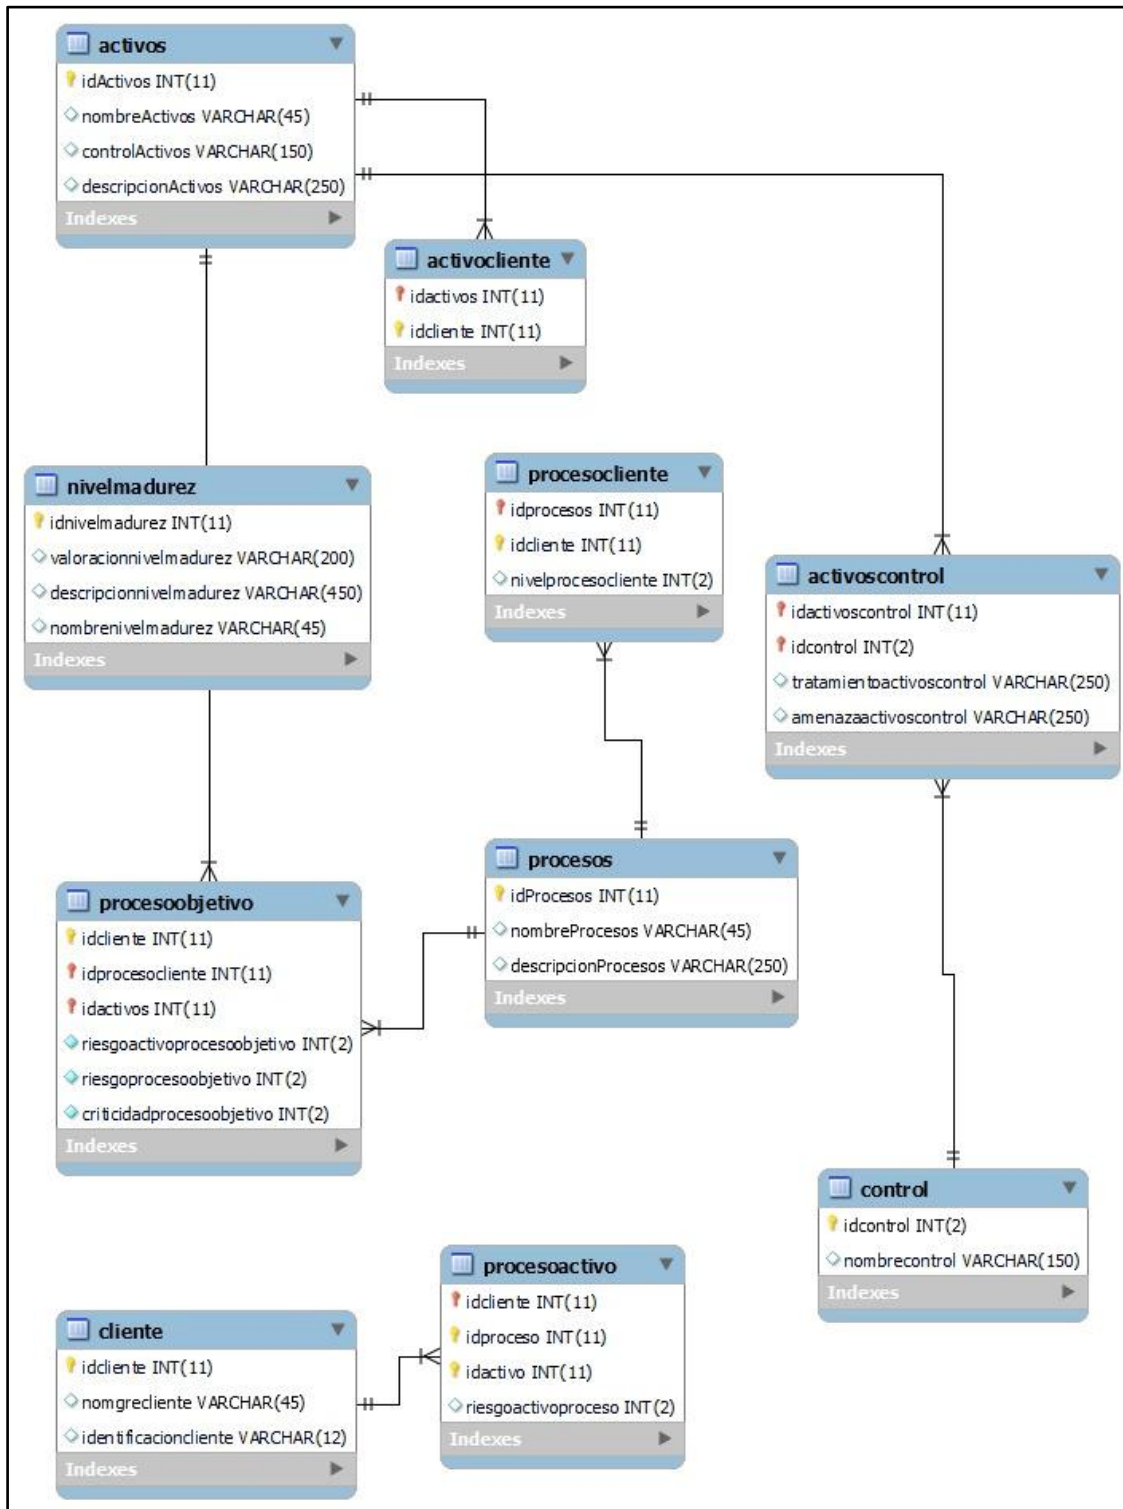 activos
idActivos INT(11)
nombreActivos VARCHAR(45)
controlActivos VARCHAR(150)
descripcionActivos VARCHAR(250)
Indexes
activocliente
idactivos INT(11)
idcliente INT(11)
Indexes
nivelmadurez
idnivelmadurez INT(11)
valoracionnivelmadurez VARCHAR(200)
descripcionnivelmadurez VARCHAR(450)
nombrenivelmadurez VARCHAR(45)
Indexes
procesocliente
idprocesos INT(11)
idcliente INT(11)
nivelprocesocliente INT(2)
Indexes
activoscontrol
idactivoscontrol INT(11)
idcontrol INT(2)
tratamientoactivoscontrol VARCHAR(250)
amenazaactivoscontrol VARCHAR(250)
Indexes
procesoobjetivo
idcliente INT(11)
idprocesocliente INT(11)
idactivos INT(11)
riesgoactivoprocesoobjetivo INT(2)
riesgoprocesoobjetivo INT(2)
criticidadprocesoobjetivo INT(2)
Indexes
procesos
idProcesos INT(11)
nombreProcesos VARCHAR(45)
descripcionProcesos VARCHAR(250)
Indexes
control
idcontrol INT(2)
nombrecontrol VARCHAR(150)
Indexes
cliente
idcliente INT(11)
nomgrecliente VARCHAR(45)
identificacioncliente VARCHAR(12)
Indexes
procesoactivo
idcliente INT(11)
idproceso INT(11)
idactivo INT(11)
riesgoactivoproceso INT(2)
Indexes